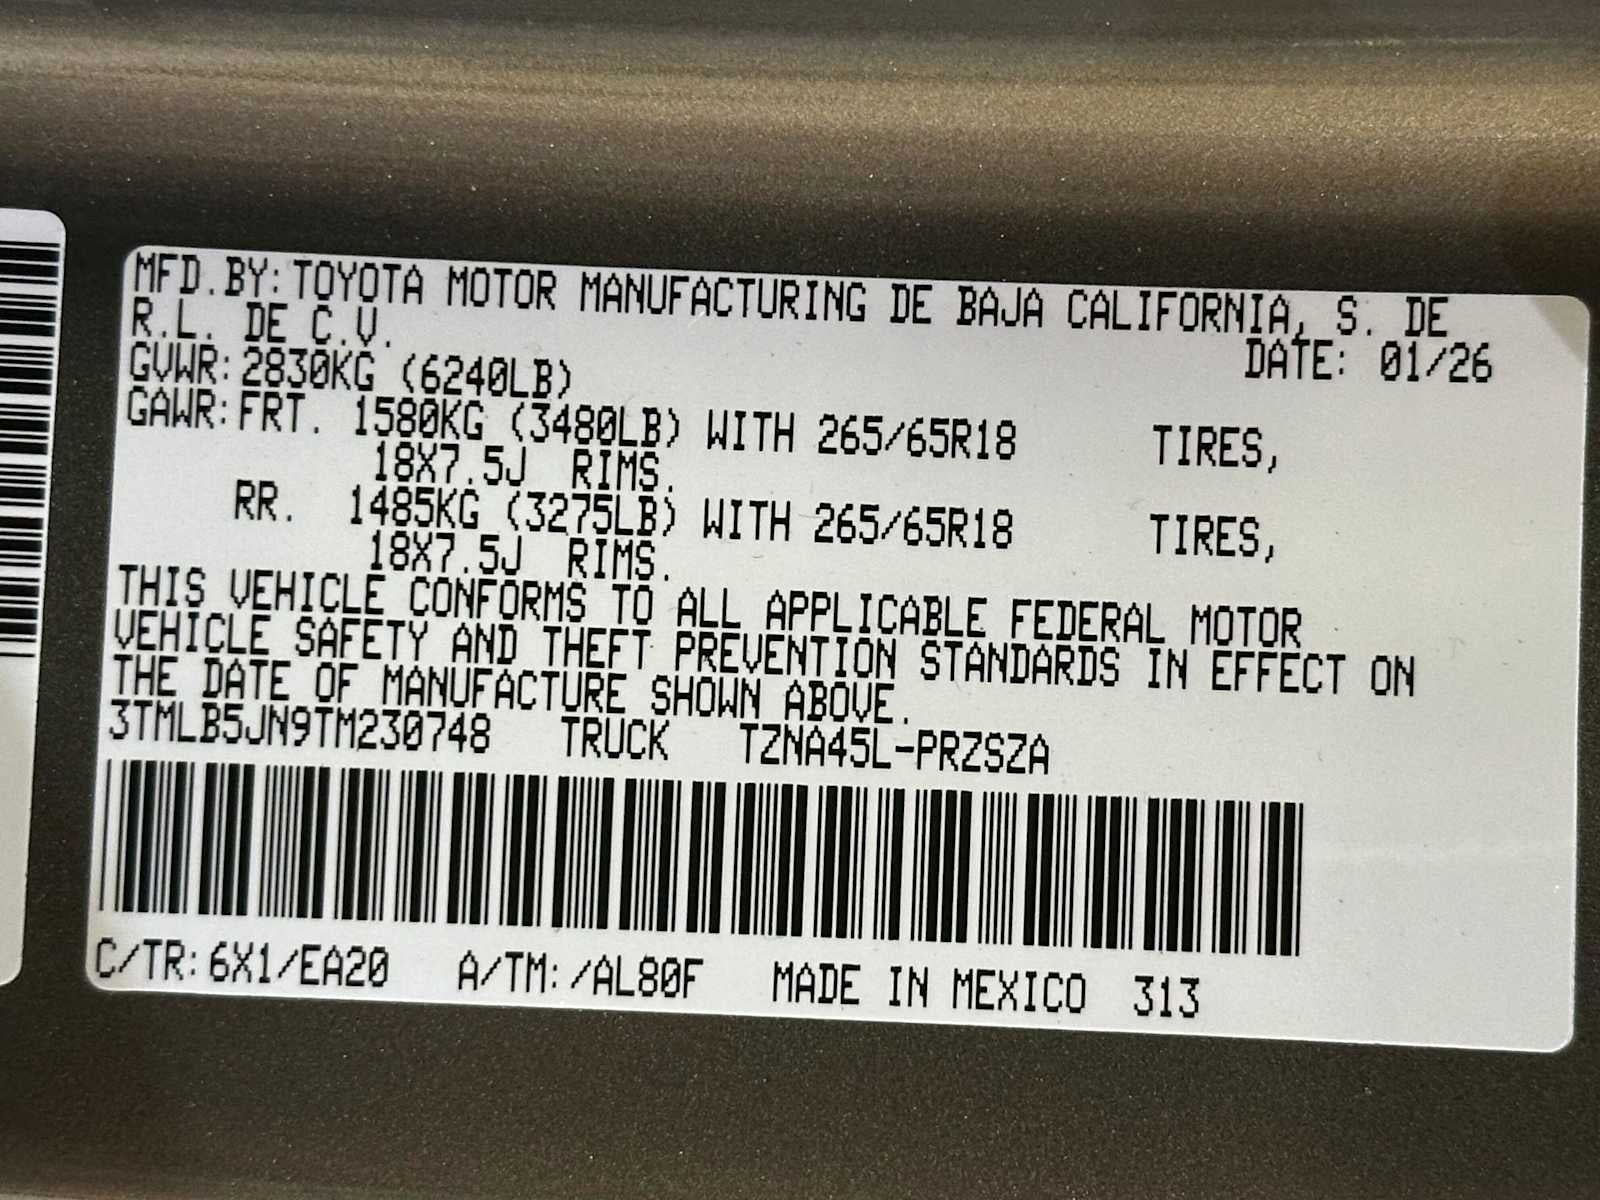 MFD.BY:TOYOTA MOTOR MANUFACTURING DE BAJA CALIFORNIA, S. DE
R.L. DE C.V.
DATE: 01/26
GVWR:2830KG (6240LB)
GAWR:FRT. 1580KG (3480LB) WITH 265/65R18 TIRES,
18X7.5J RIMS.
RR. 1485KG (3275LB) WITH 265/65R18 TIRES,
18X7.5J RIMS.
THIS VEHICLE CONFORMS TO ALL APPLICABLE FEDERAL MOTOR
VEHICLE SAFETY AND THEFT PREVENTION STANDARDS IN EFFECT ON
THE DATE OF MANUFACTURE SHOWN ABOVE.
3TMLB5JN9TM230748 TRUCK TZNA45L-PRZSZA
C/TR:6X1/EA20 A/TM:/AL80F MADE IN MEXICO 313